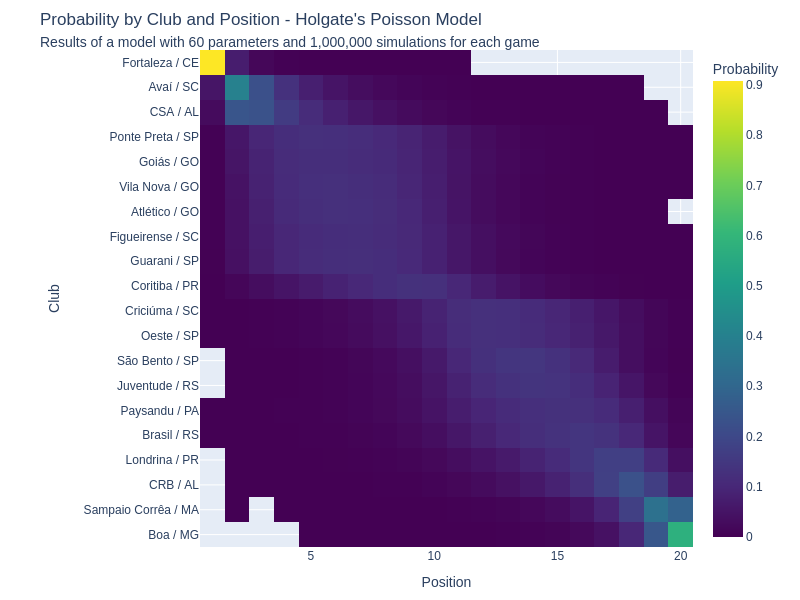 Probability by Club and Position - Holgate's Poisson Model
Results of a model with 60 parameters and 1,000,000 simulations for each game
Probability
Fortaleza / CE
Avaí / SC
CSA / AL
Ponte Preta / SP
Goiás / GO
Vila Nova / GO
Atlético / GO
Figueirense / SC
Guarani / SP
Coritiba / PR
Criciúma / SC
Oeste / SP
São Bento / SP
Juventude / RS
Paysandu / PA
Brasil / RS
Londrina / PR
CRB / AL
Sampaio Corrêa / MA
Boa / MG
Club
5
10
15
20
Position
0.9
0.8
0.7
0.6
0.5
0.4
0.3
0.2
0.1
0